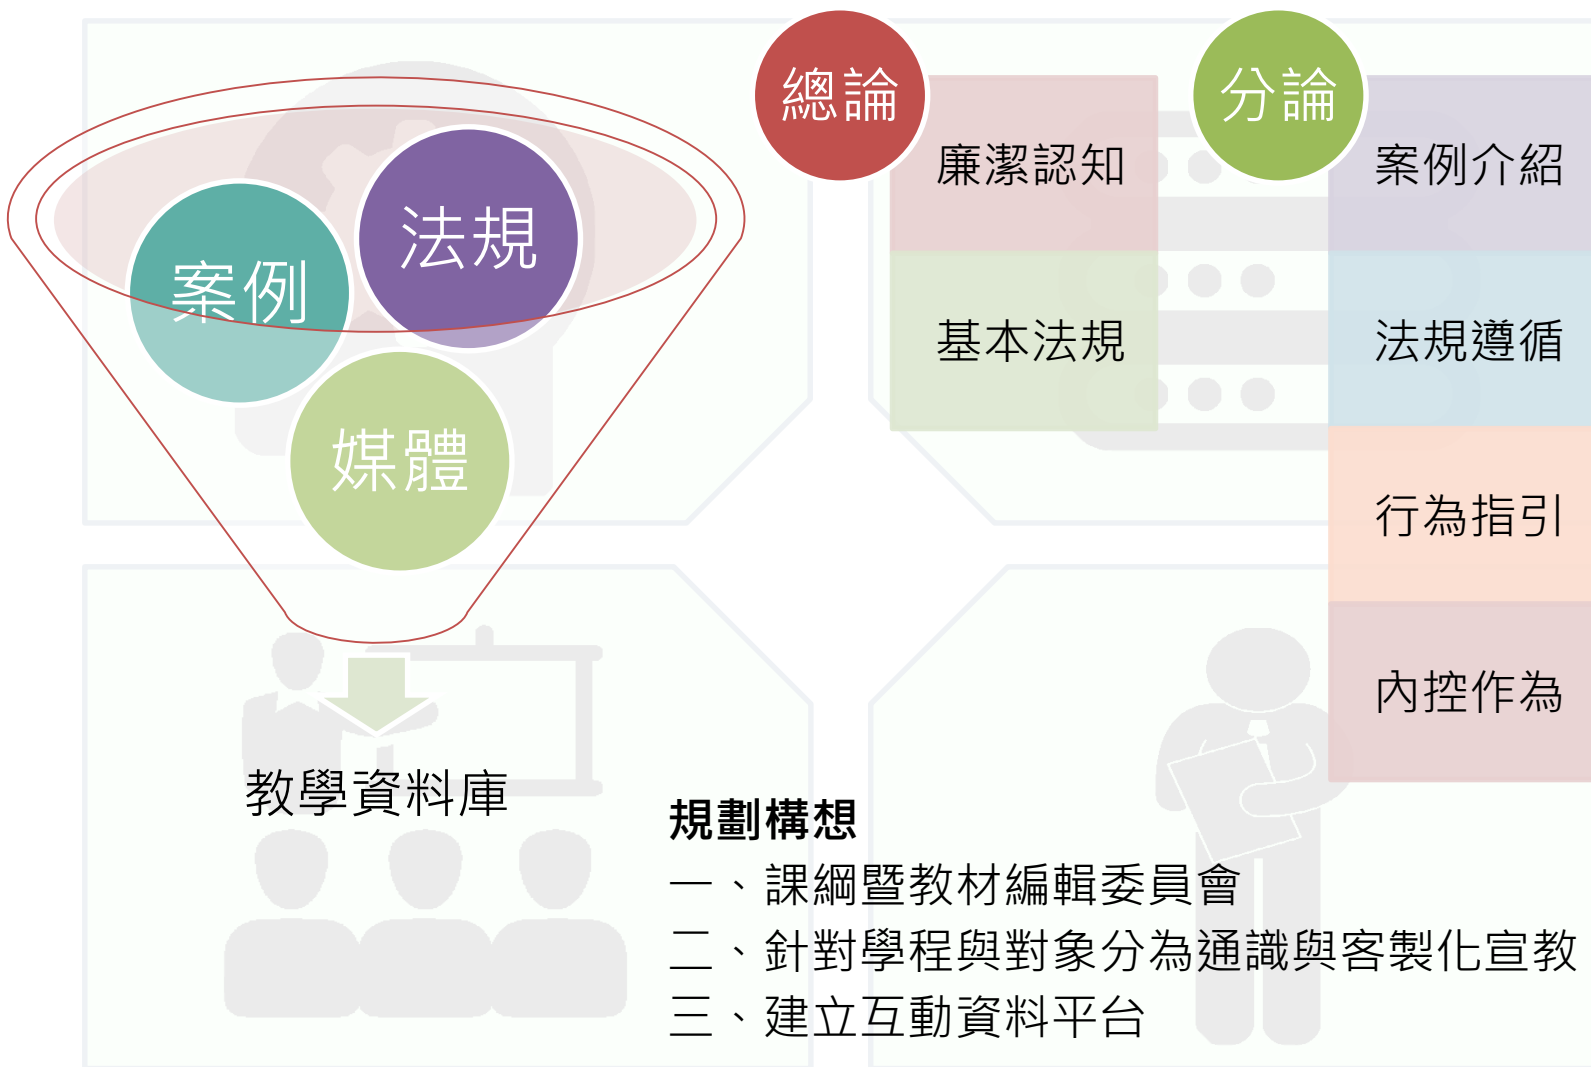 案例
法規
媒體
教學資料庫
總論
廉潔認知
基本法規
分論
案例介紹
法規遵循
行為指引
內控作為
規劃構想
一、課綱暨教材編輯委員會
二、針對學程與對象分為通識與客製化宣教
三、建立互動資料平台